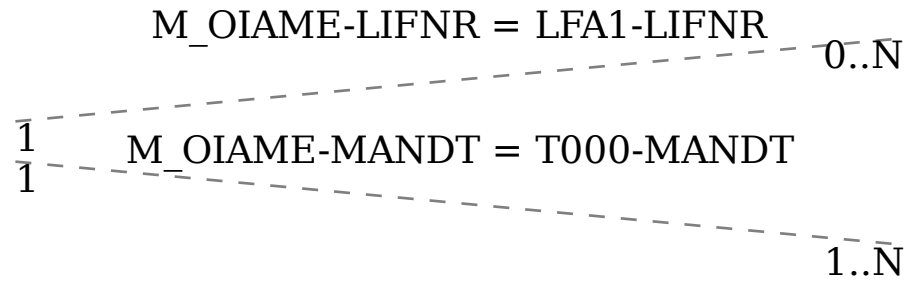 M_OIAME-LIFNR = LFA1-LIFNR
0..N
1
M_OIAME-MANDT = T000-MANDT
1
1..N